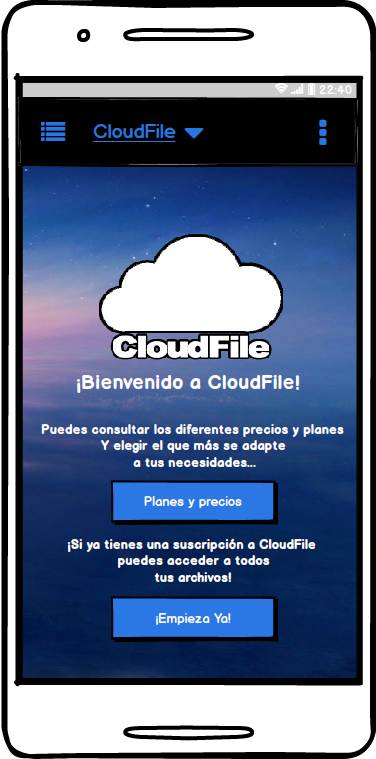 22:40
CloudFile
CloudFile
¡Bienvenido a CloudFile!
Puedes consultar los diferentes precios y planes
Y elegir el que más se adapte
a tus necesidades...
Planes y precios
¡Si ya tienes una suscripción a CloudFile
puedes acceder a todos
tus archivos!
¡Empieza Ya!